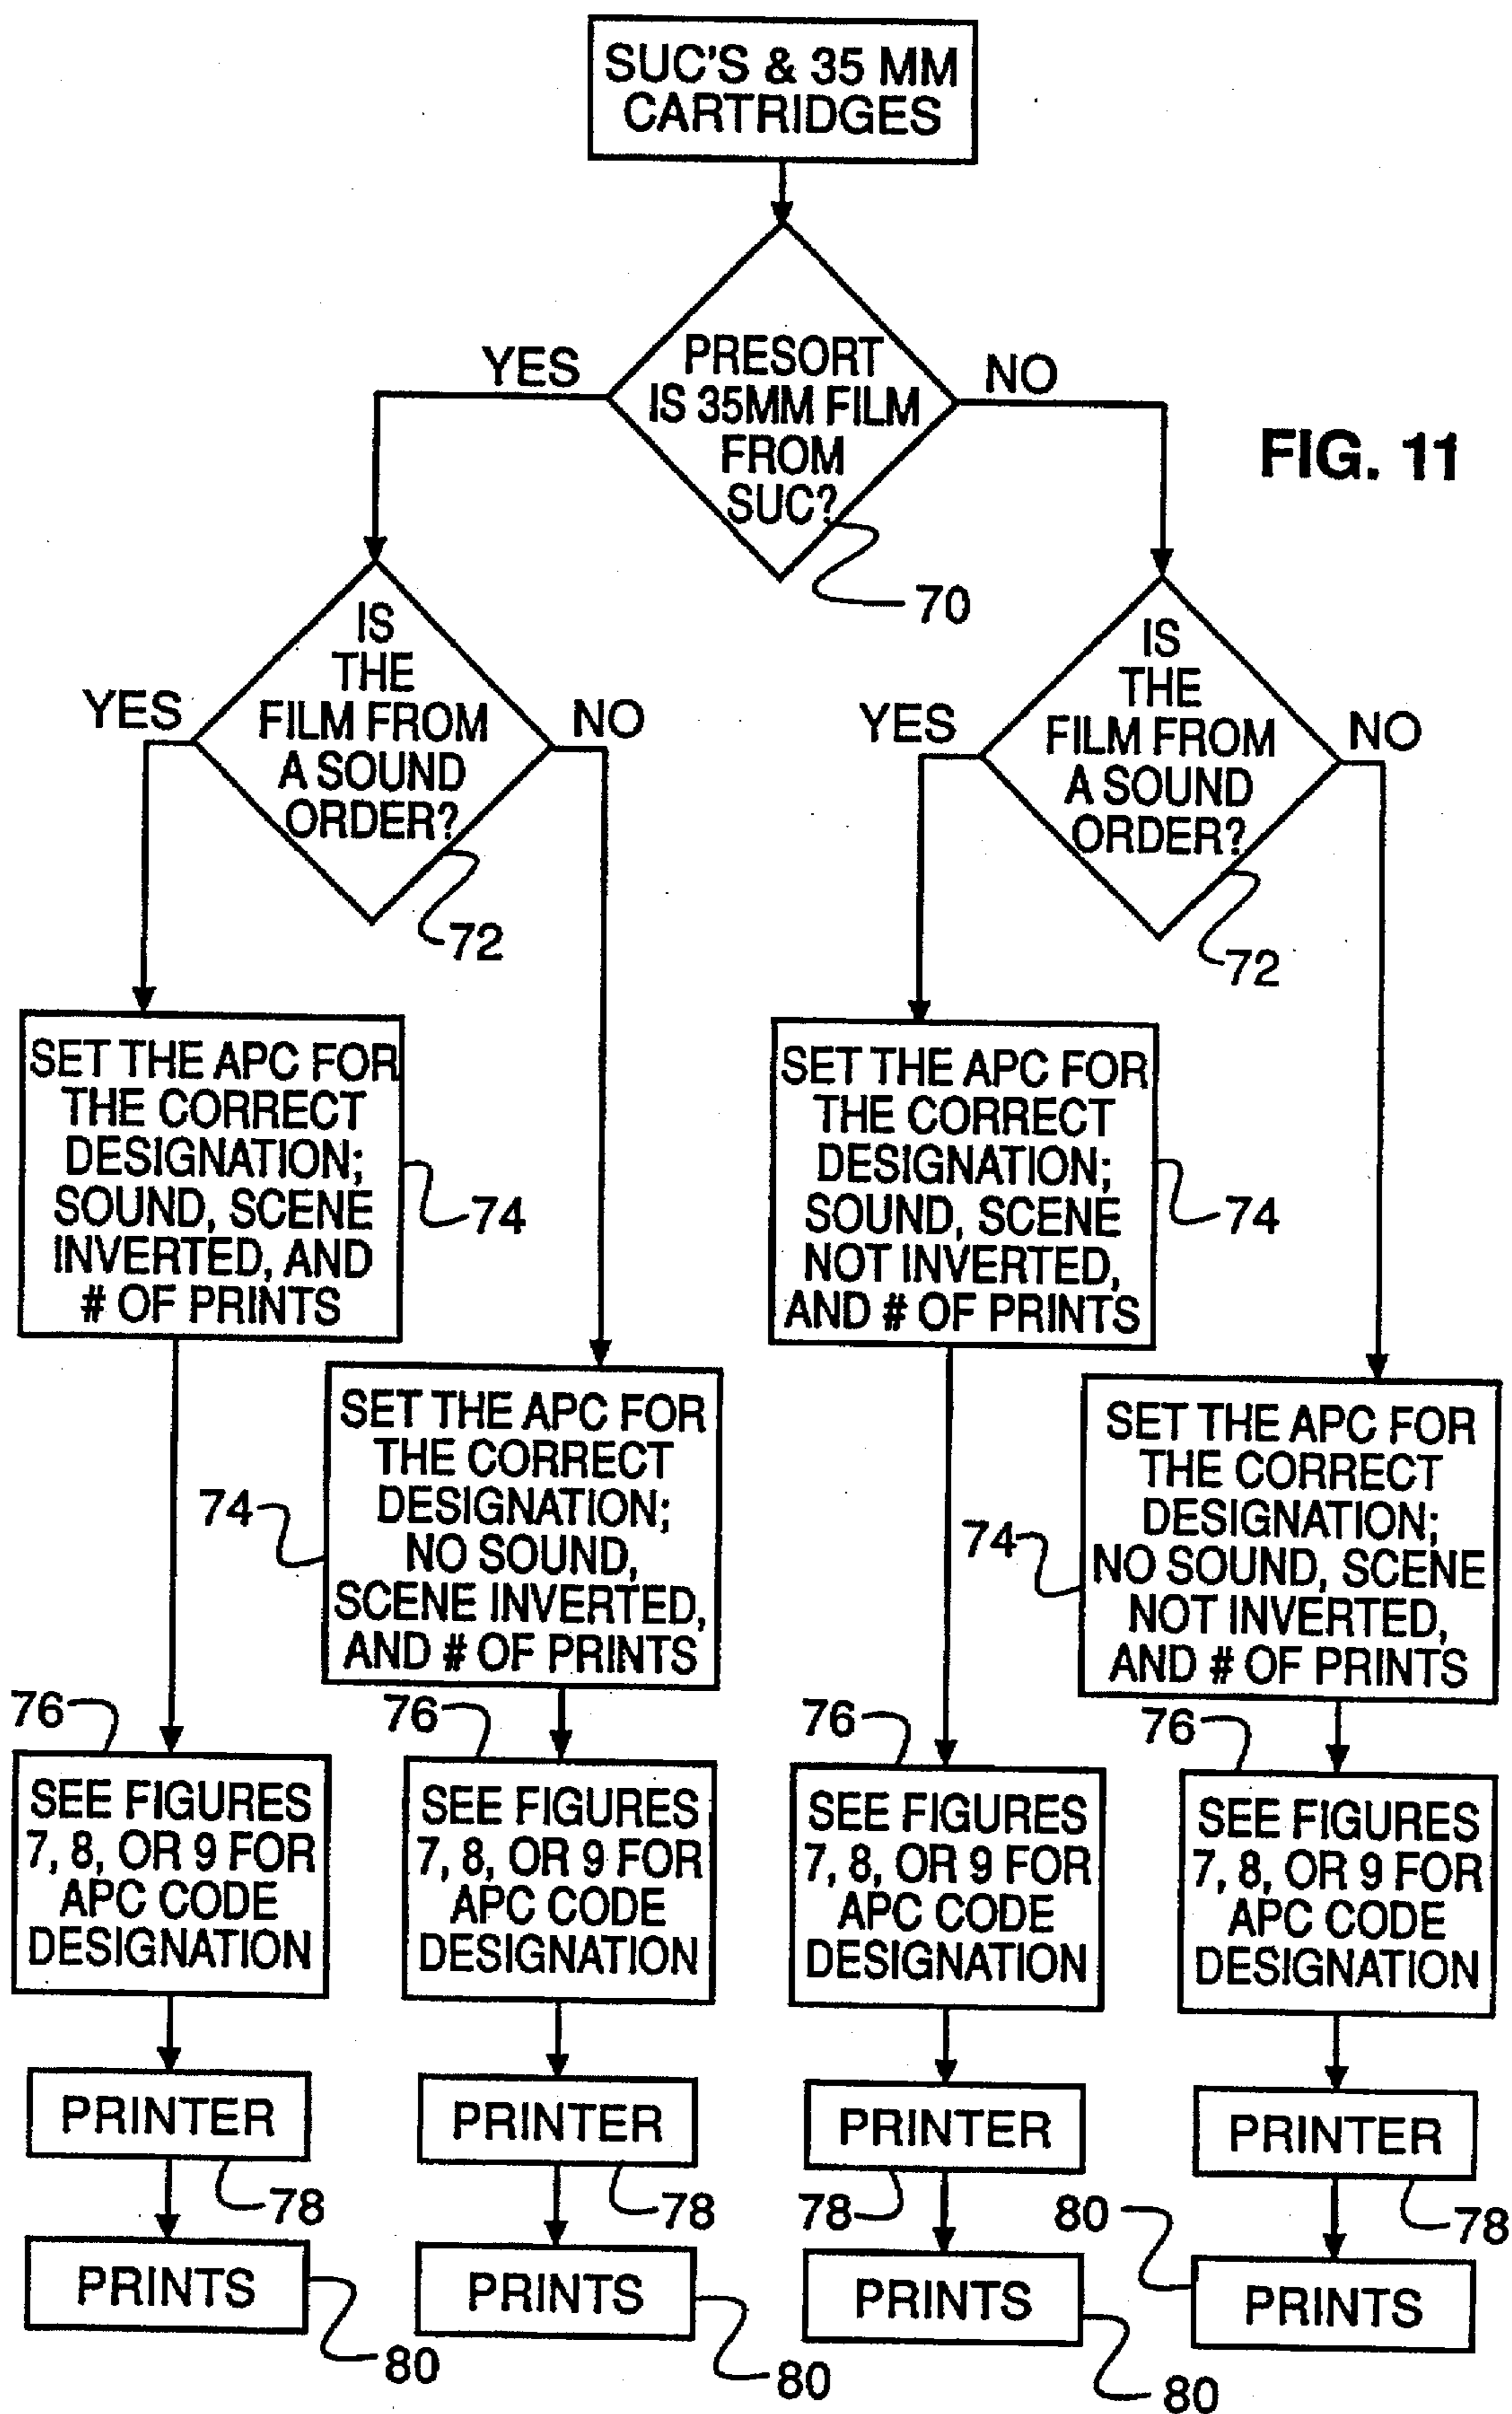 SUC'S & 35 MM
CARTRIDGES
YES
PRESORT
IS 35MM FILM
FROM
SUC?
NO
FIG. 11
70
YES
IS
THE
FILM FROM
A SOUND
ORDER?
NO
72
YES
IS
THE
FILM FROM
A SOUND
ORDER?
NO
72
SET THE APC FOR
THE CORRECT
DESIGNATION;
SOUND, SCENE
INVERTED, AND
# OF PRINTS
74
SET THE APC FOR
THE CORRECT
DESIGNATION;
SOUND, SCENE
NOT INVERTED,
AND # OF PRINTS
74
74
SET THE APC FOR
THE CORRECT
DESIGNATION;
NO SOUND,
SCENE INVERTED,
AND # OF PRINTS
74
SET THE APC FOR
THE CORRECT
DESIGNATION;
NO SOUND, SCENE
NOT INVERTED,
AND # OF PRINTS
76
SEE FIGURES
7, 8, OR 9 FOR
APC CODE
DESIGNATION
76
SEE FIGURES
7, 8, OR 9 FOR
APC CODE
DESIGNATION
76
SEE FIGURES
7, 8, OR 9 FOR
APC CODE
DESIGNATION
76
SEE FIGURES
7, 8, OR 9 FOR
APC CODE
DESIGNATION
PRINTER
78
PRINTER
78
PRINTER
78
PRINTER
78
PRINTS
80
PRINTS
80
PRINTS
80
80
PRINTS